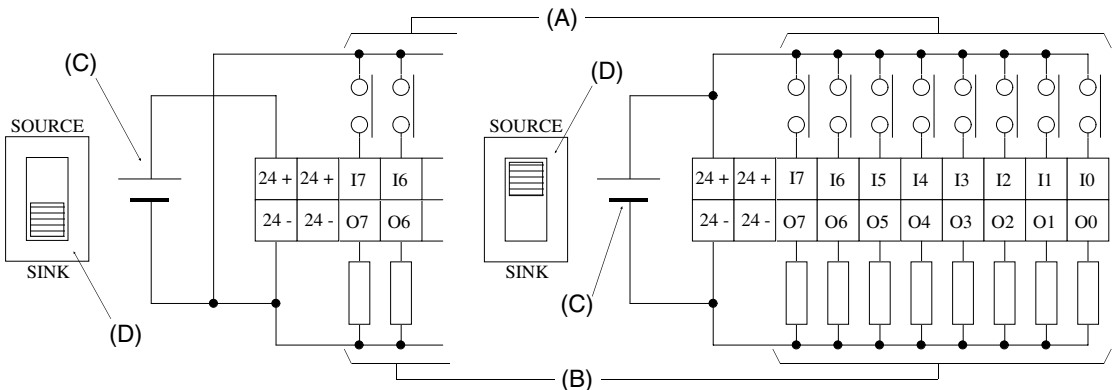 (A)
(C)
(D)
SOURCE
SINK
(D)
24 + 24 + I7 I6
24 - 24 - O7 O6
SOURCE
SINK
(C)
24 + 24 + I7 I6 I5 I4 I3 I2 I1 I0
24 - 24 - O7 O6 O5 O4 O3 O2 O1 O0
(B)